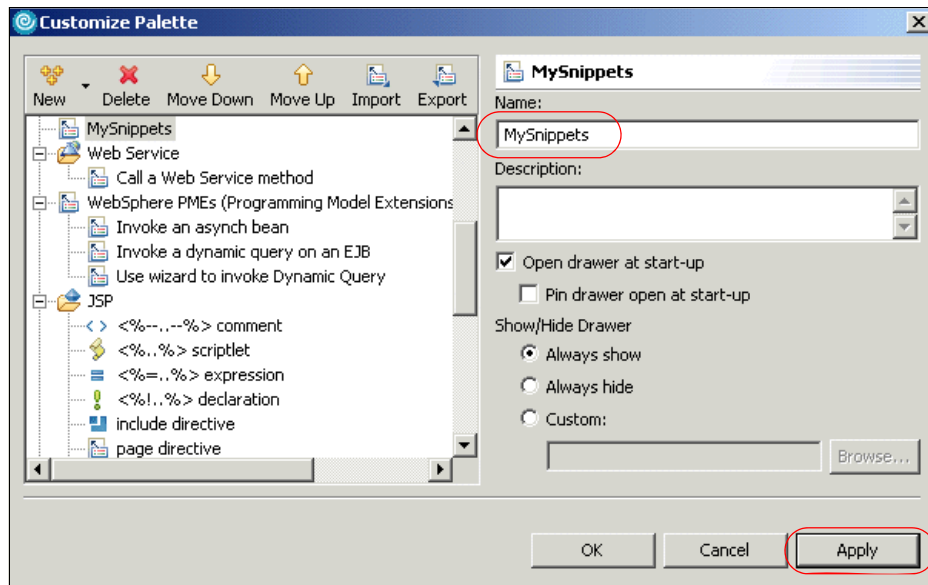 Customize Palette
New Delete Move Down Move Up Import Export
MySnippets
Web Service
Call a Web Service method
WebSphere PMEs (Programming Model Extensions
Invoke an asynch bean
Invoke a dynamic query on an EJB
Use wizard to invoke Dynamic Query
JSP
<%--..--%> comment
<%..%> scriptlet
<%=..%> expression
<%!..%> declaration
include directive
page directive
MySnippets
Name:
MySnippets
Description:
Open drawer at start-up
Pin drawer open at start-up
Show/Hide Drawer
Always show
Always hide
Custom:
Browse...
OK Cancel Apply